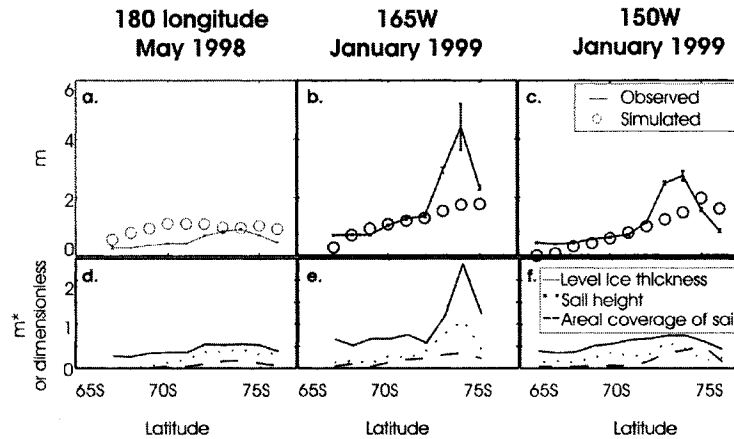 180 longitude
May 1998
165W
January 1999
150W
January 1999
6
4
2
0
m
a.
b.
c.
Observed
Simulated
2
1
0
m*
or dimensionless
d.
e.
f.
Level ice thickness
Sail height
Areal coverage of sail
65S
70S
75S
65S
70S
75S
65S
70S
75S
Latitude
Latitude
Latitude